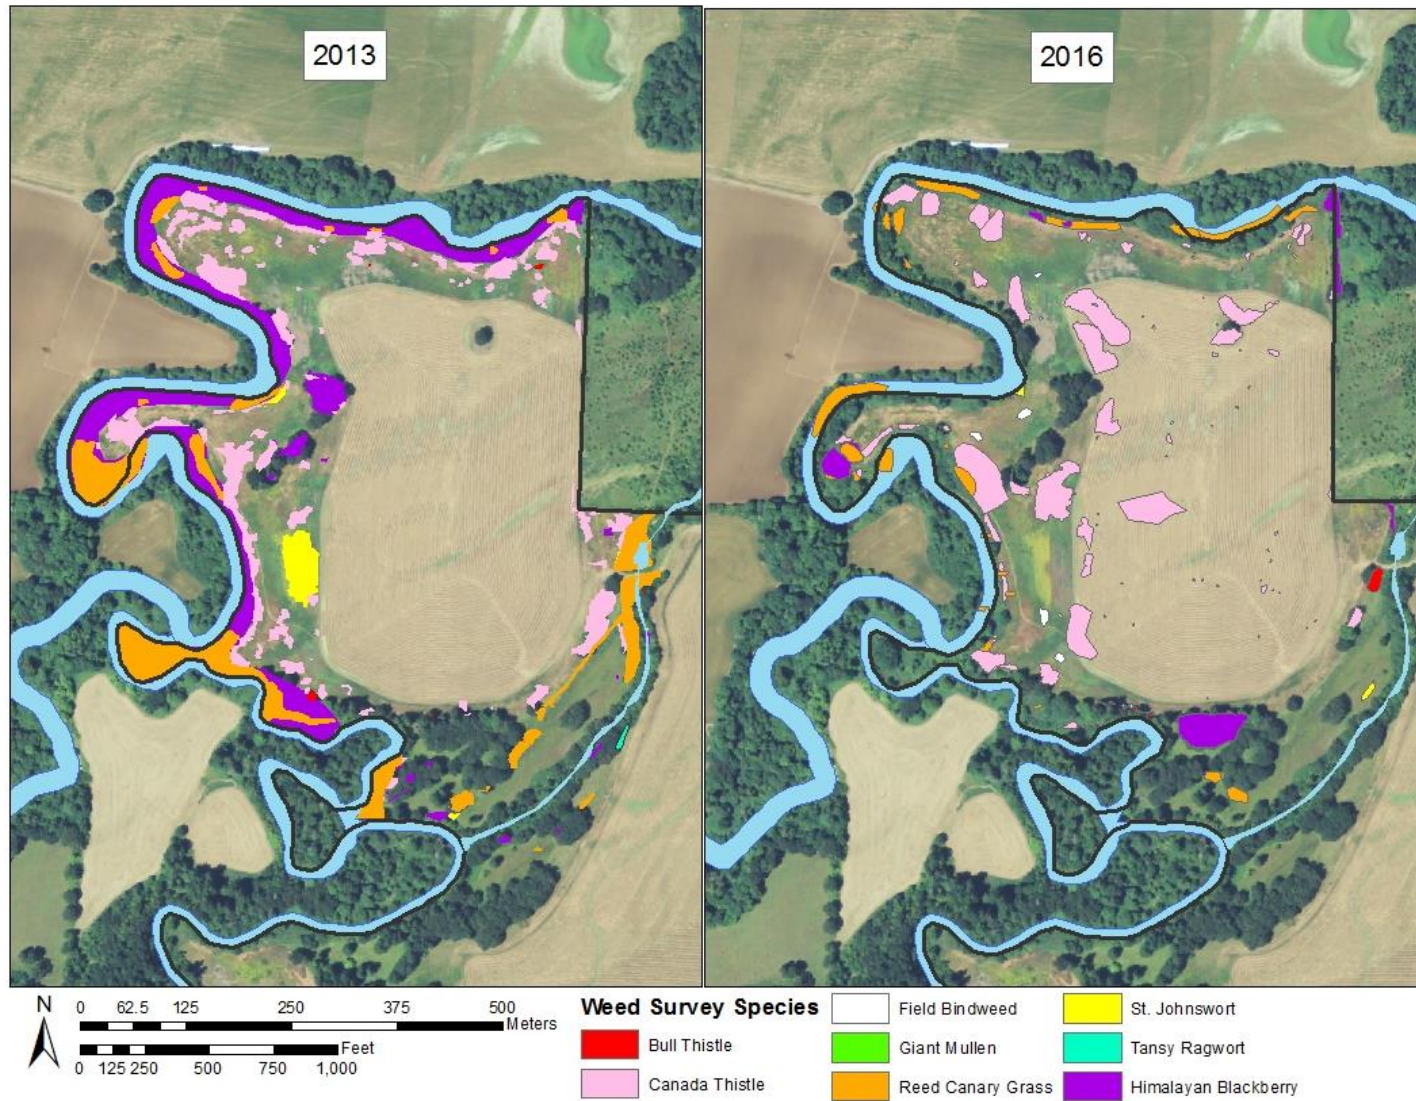 2013
2016
N
0 62.5 125 250 375 500
Meters
Feet
0 125 250 500 750 1,000
Weed Survey Species
Bull Thistle
Canada Thistle
Field Bindweed
Giant Mullen
Reed Canary Grass
St. Johnswort
Tansy Ragwort
Himalayan Blackberry